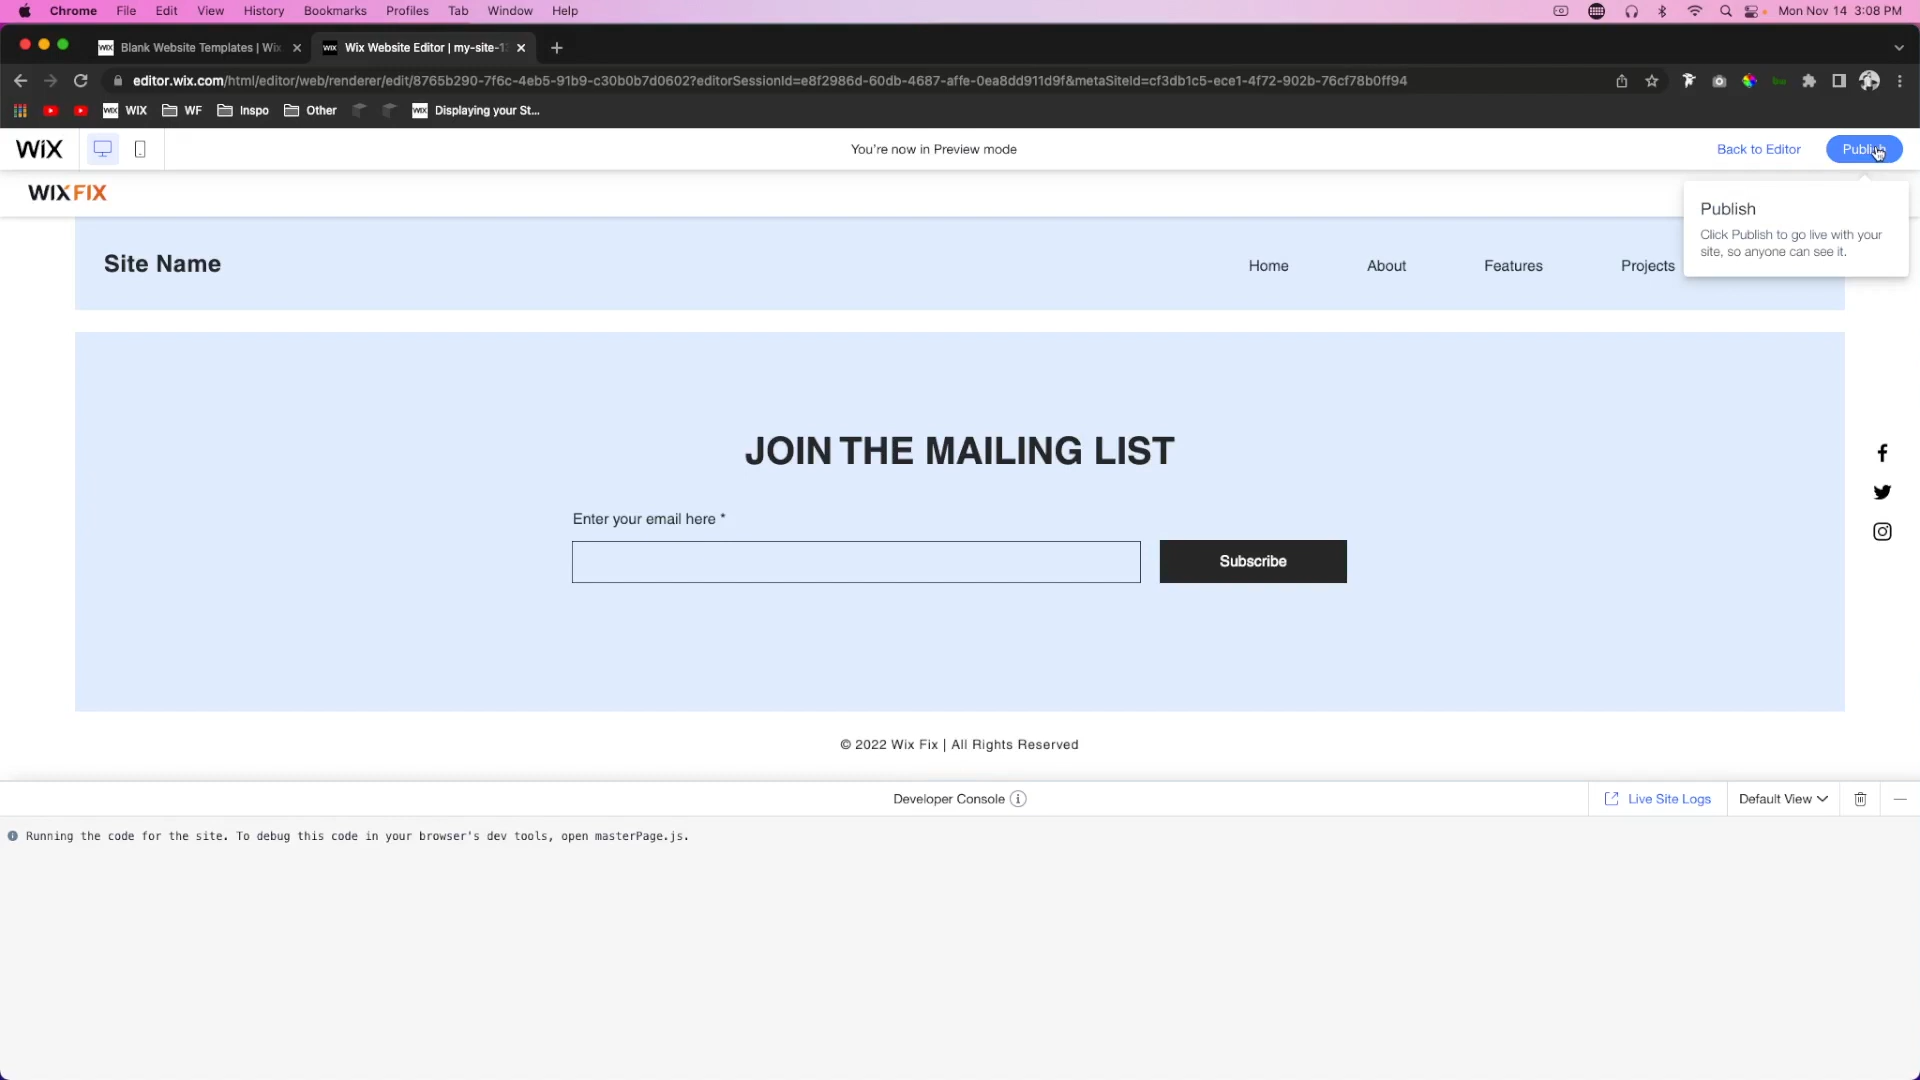 Chrome File Edit View History Bookmarks Profiles Tab Window Help Mon Nov 14 3:08 PM
WiX Blank Website Templates | Wix WiX Wix Website Editor | my-site-13
editor.wix.com/html/editor/web/renderer/edit/8765b290-7f6c-4eb5-91b9-c30b0b7d0602?editorSessionId=e8f2986d-60db-4687-affe-0ea8dd911d9f&metaSiteId=cf3db1c5-ece1-4f72-902b-76cf78b0ff94
WiX WIX WF Inspo Other WiX Displaying your St...
WiX You're now in Preview mode Back to Editor Publish
WIXFIX
Publish
Click Publish to go live with your
site, so anyone can see it.
Site Name Home About Features Projects
JOIN THE MAILING LIST
Enter your email here *
Subscribe
© 2022 Wix Fix | All Rights Reserved
Developer Console i Live Site Logs Default View
Running the code for the site. To debug this code in your browser's dev tools, open masterPage.js.